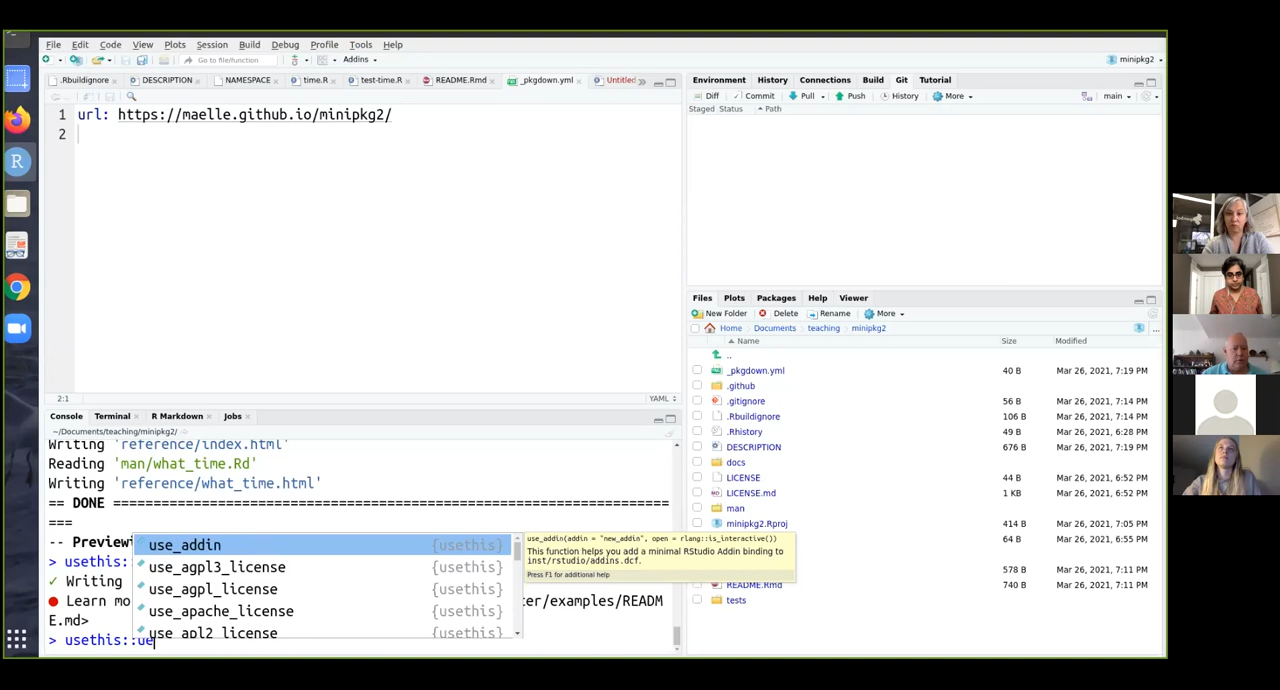 File Edit Code View Plots Session Build Debug Profile Tools Help
Go to file/function Addins minipkg2
.Rbuildignore DESCRIPTION NAMESPACE time.R test-time.R README.Rmd _pkgdown.yml Untitled
1 url: https://maelle.github.io/minipkg2/
2
2:1 YAML
Console Terminal R Markdown Jobs
~/Documents/teaching/minipkg2/
Writing 'reference/index.html'
Reading 'man/what_time.Rd'
Writing 'reference/what_time.html'
== DONE ==============================================================
===
-- Previewi
> usethis::
✓ Writing
Learn mo ter/examples/READM
E.md>
> usethis::ue
use_addin {usethis}
use_agpl3_license {usethis}
use_agpl_license {usethis}
use_apache_license {usethis}
use_apl2_license {usethis}
use_addin(addin = "new_addin", open = rlang::is_interactive())
This function helps you add a minimal RStudio Addin binding to
inst/rstudio/addins.dcf.
Press F1 for additional help
Environment History Connections Build Git Tutorial
Diff Commit Pull Push History More main
Staged Status Path
Files Plots Packages Help Viewer
New Folder Delete Rename More
Home Documents teaching minipkg2 ...
Name Size Modified
..
_pkgdown.yml 40 B Mar 26, 2021, 7:19 PM
.github
.gitignore 56 B Mar 26, 2021, 7:14 PM
.Rbuildignore 106 B Mar 26, 2021, 7:14 PM
.Rhistory 49 B Mar 26, 2021, 6:28 PM
DESCRIPTION 676 B Mar 26, 2021, 7:19 PM
docs
LICENSE 44 B Mar 26, 2021, 6:52 PM
LICENSE.md 1 KB Mar 26, 2021, 6:52 PM
man
minipkg2.Rproj 414 B Mar 26, 2021, 7:05 PM
64 B Mar 26, 2021, 6:55 PM
578 B Mar 26, 2021, 7:11 PM
README.Rmd 740 B Mar 26, 2021, 7:11 PM
tests